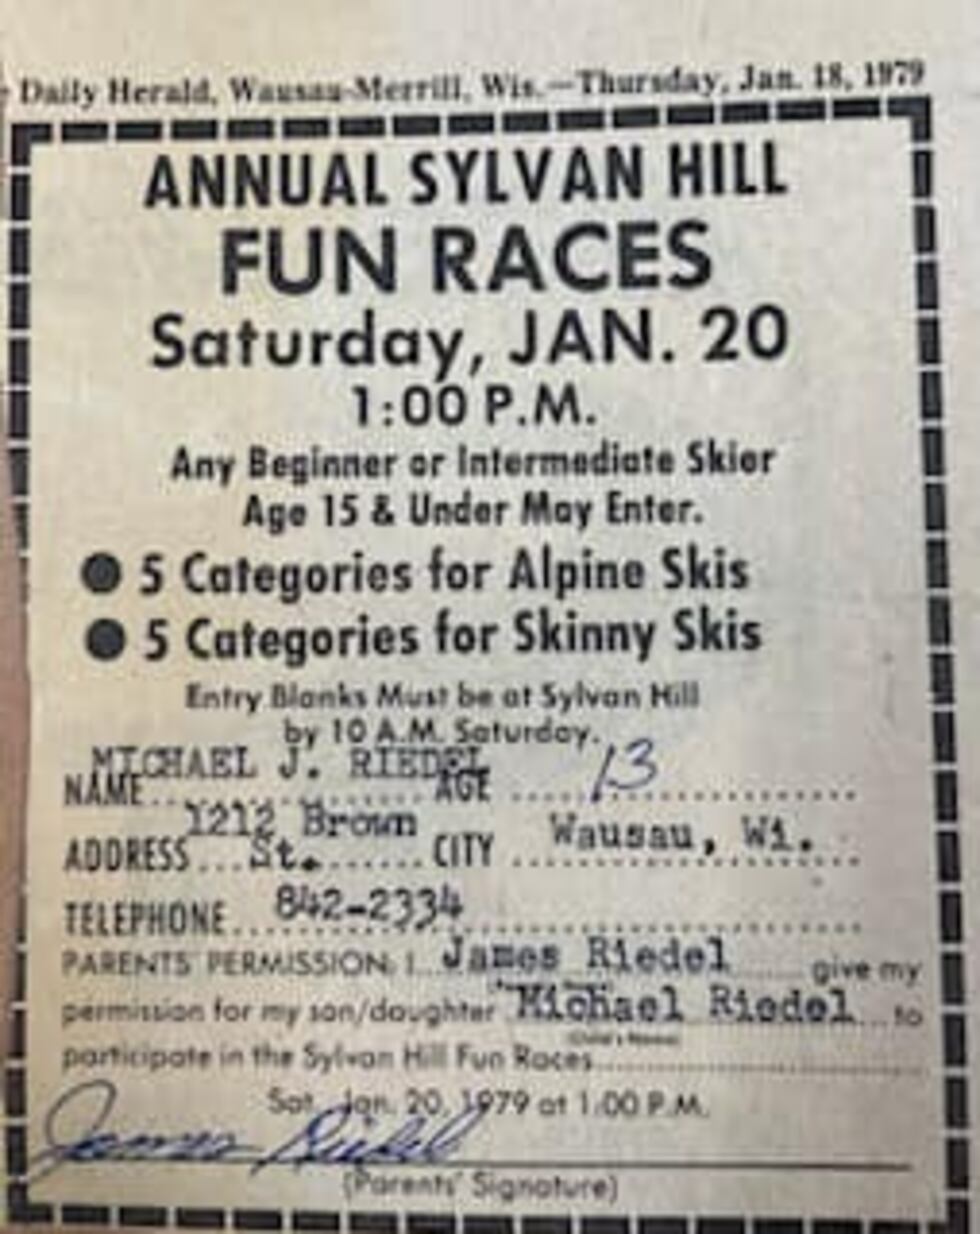 Daily Herald, Wausau-Merrill, Wis.—Thursday, Jan. 18, 1979
ANNUAL SYLVAN HILL
FUN RACES
Saturday, JAN. 20
1:00 P.M.
Any Beginner or Intermediate Skier
Age 15 & Under May Enter.
● 5 Categories for Alpine Skis
● 5 Categories for Skinny Skis
Entry Blanks Must be at Sylvan Hill
by 10 A.M. Saturday.
NAME MICHAEL J. RIEDEL AGE 13
ADDRESS 1212 Brown St. CITY Wausau, Wi.
TELEPHONE 842-2334
PARENTS' PERMISSION: I James Riedel give my
permission for my son/daughter Michael Riedel to
(Child's Name)
participate in the Sylvan Hill Fun Races
Sat. Jan. 20, 1979 at 1:00 P.M.
James Riedel
(Parents' Signature)